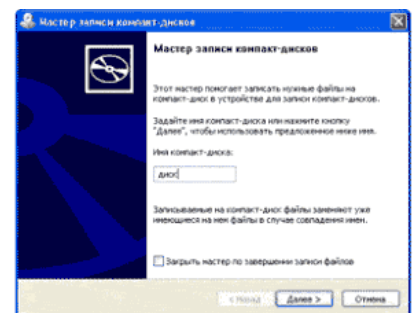 Мастер записи компакт-дисков
Мастер записи компакт-дисков
Этот мастер помогает записать нужные файлы на
компакт-диск в устройстве для записи компакт-дисков.
Задайте имя компакт-диска или нажмите кнопку
"Далее", чтобы использовать предложенное ниже имя.
Имя компакт-диска:
диск
Записываемые на компакт-диск файлы заменяют уже
имеющиеся на нем файлы в случае совпадения имен.
Закрыть мастер по завершении записи файлов
< Назад
Далее >
Отмена